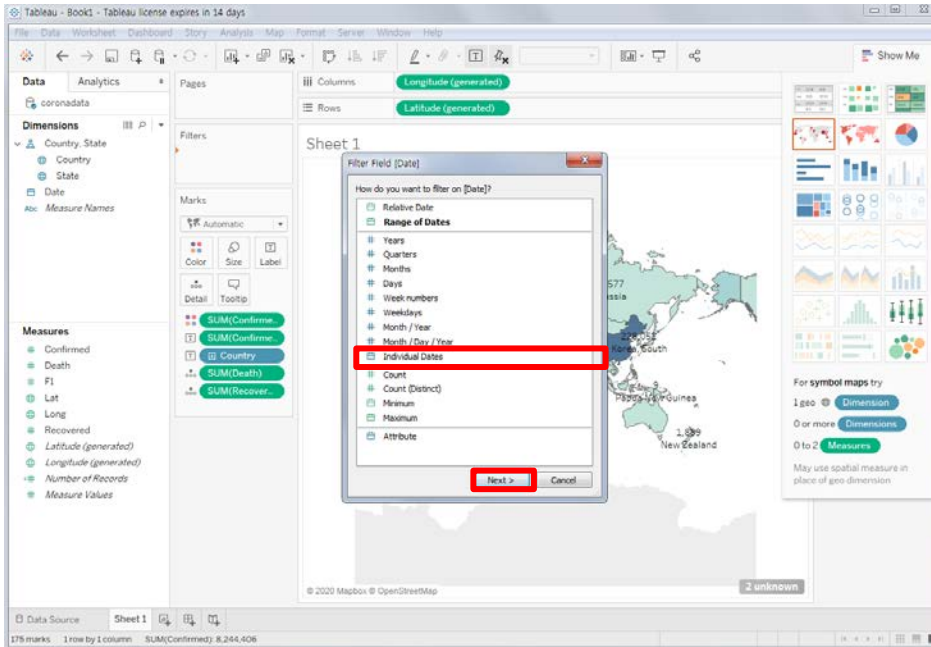 Tableau - Book1 - Tableau license expires in 14 days
File Data Worksheet Dashboard Story Analysis Map Format Server Window Help
Show Me
Data Analytics
Pages
iii Columns Longitude (generated)
Rows Latitude (generated)
coronadata
Dimensions
Country, State
Country
State
Date
Abc Measure Names
Filters
Marks
Automatic
Color Size Label
Detail Tooltip
SUM(Confirme..
SUM(Confirme..
Country
SUM(Death)
SUM(Recover..
Measures
Confirmed
Death
F1
Lat
Long
Recovered
Latitude (generated)
Longitude (generated)
Number of Records
Measure Values
Sheet 1
Filter Field [Date]
How do you want to filter on [Date]?
Relative Date
Range of Dates
# Years
# Quarters
# Months
# Days
# Week numbers
# Weekdays
# Month / Year
# Month / Day / Year
Individual Dates
# Count
# Count (Distinct)
Minimum
Maximum
Attribute
Next > Cancel
577
Korea, South
9
Papua New Guinea
1,889
New Zealand
© 2020 Mapbox © OpenStreetMap
2 unknown
For symbol maps try
1 geo Dimension
0 or more Dimensions
0 to 2 Measures
May use spatial measure in
place of geo dimension
Data Source Sheet 1
175 marks 1 row by 1 column SUM(Confirmed): 8,244,406